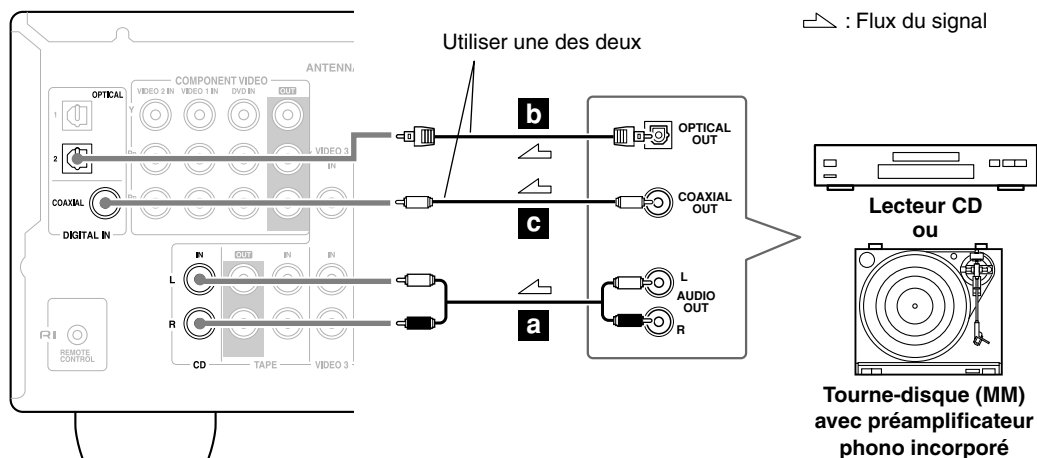 : Flux du signal
Utiliser une des deux
ANTENNA
COMPONENT VIDEO
OPTICAL
VIDEO 2 IN VIDEO 1 IN DVD IN OUT
1
Y
b
OPTICAL
OUT
2
VIDEO 3
IN
COAXIAL
COAXIAL
OUT
c
DIGITAL IN
Lecteur CD
ou
IN OUT IN IN
L
L
AUDIO
OUT
R
R
a
RI
REMOTE
CONTROL
CD TAPE VIDEO 3
Tourne-disque (MM)
avec préamplificateur
phono incorporé